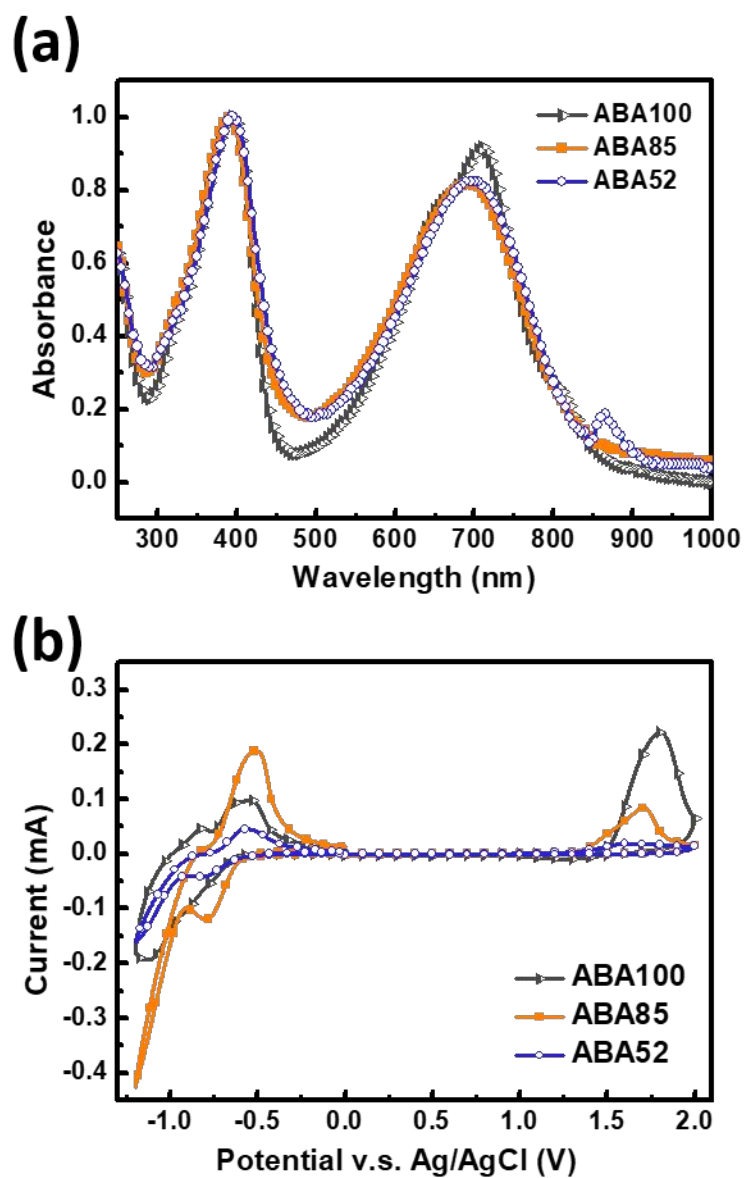 (a)
Absorbance
1.0
0.8
0.6
0.4
0.2
0.0
ABA100
ABA85
ABA52
300 400 500 600 700 800 900 1000
Wavelength (nm)
(b)
Current (mA)
0.3
0.2
0.1
0.0
-0.1
-0.2
-0.3
-0.4
ABA100
ABA85
ABA52
-1.0 -0.5 0.0 0.5 1.0 1.5 2.0
Potential v.s. Ag/AgCl (V)